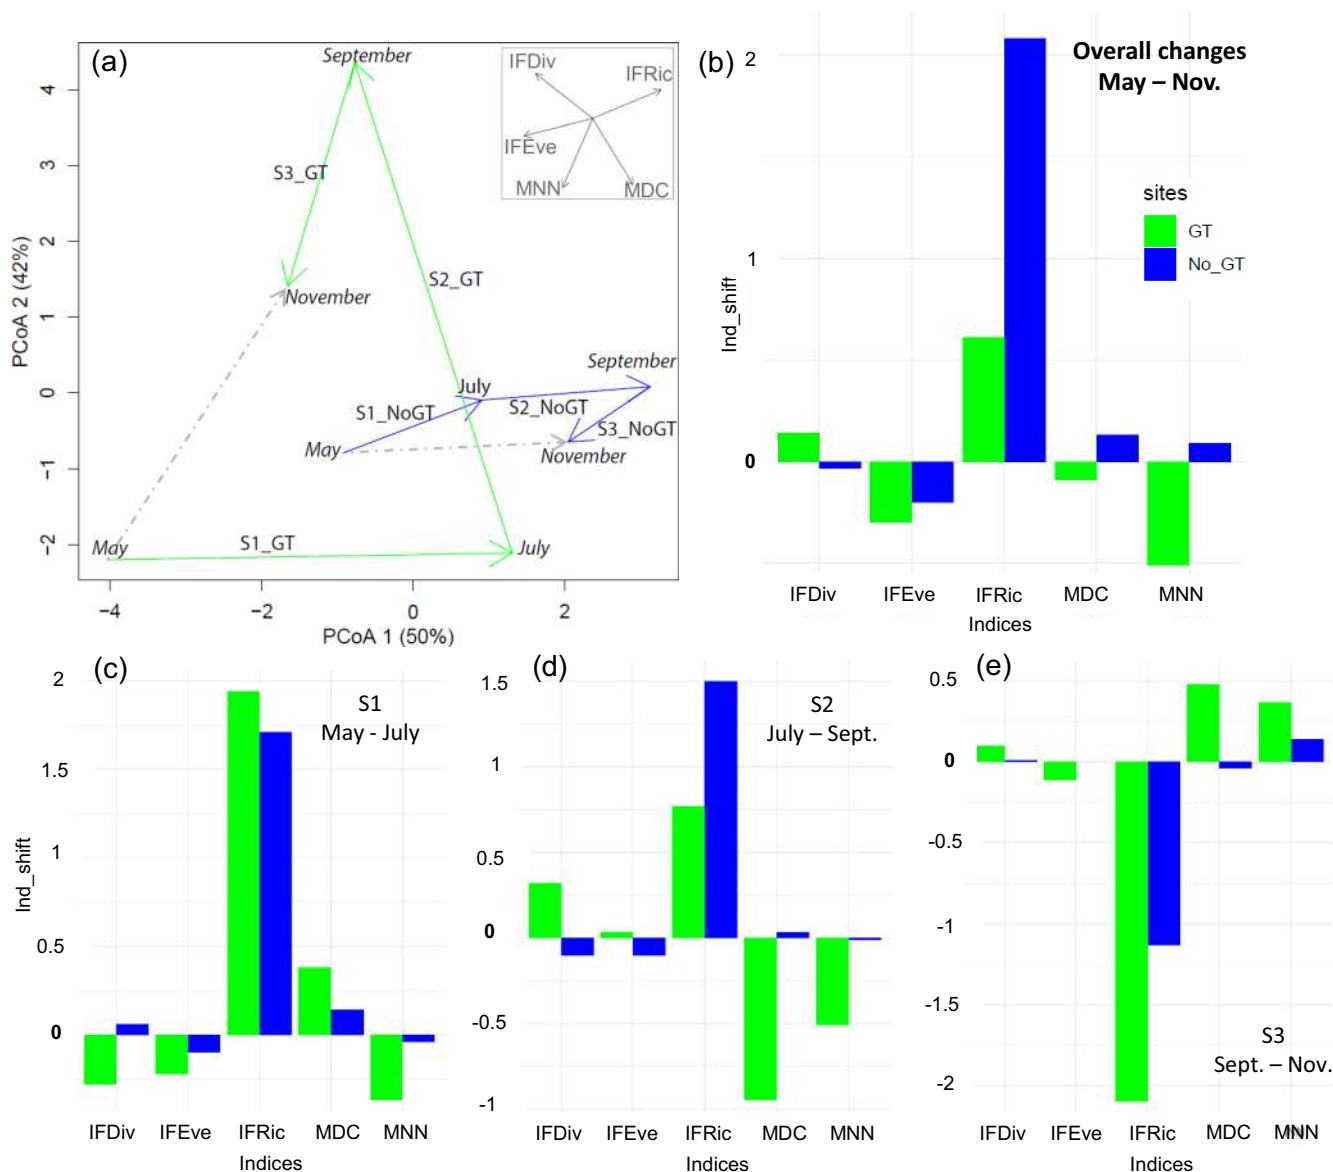 (a)
September
IFDiv
IFRic
IFEve
MNN
MDC
S3_GT
S2_GT
November
September
July
S1_NoGT
S2_NoGT
S3_NoGT
May
November
May
S1_GT
July
4
3
2
1
0
−1
−2
PCoA 2 (42%)
−4
−2
0
2
PCoA 1 (50%)
(b)
Overall changes
May – Nov.
sites
GT
No_GT
2
1
0
Ind_shift
IFDiv
IFEve
IFRic
MDC
MNN
Indices
(c)
S1
May - July
2
1.5
1
0.5
0
Ind_shift
IFDiv
IFEve
IFRic
MDC
MNN
Indices
(d)
S2
July – Sept.
1.5
1
0.5
0
-0.5
-1
IFDiv
IFEve
IFRic
MDC
MNN
Indices
(e)
0.5
0
-0.5
-1
-1.5
-2
S3
Sept. – Nov.
IFDiv
IFEve
IFRic
MDC
MNN
Indices